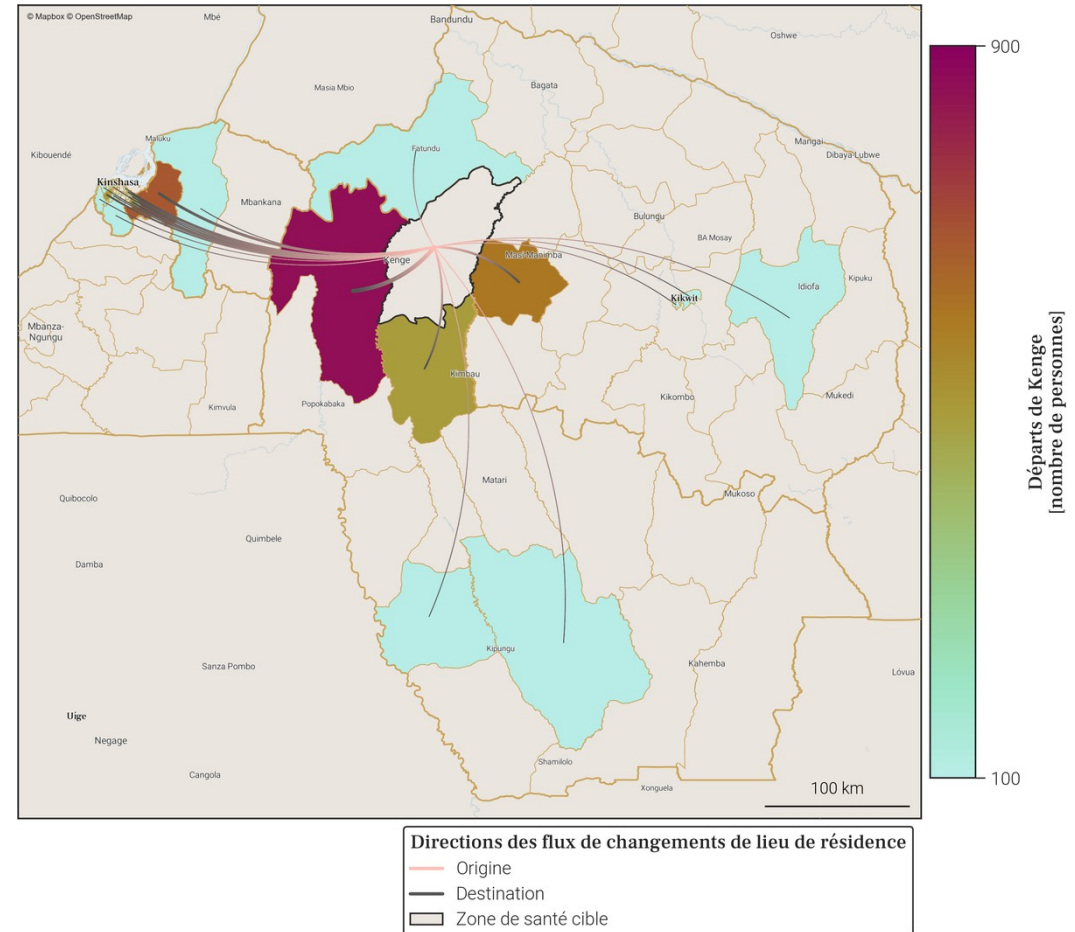 © Mapbox © OpenStreetMap
Mbé
Bandundu
Oshwe
Masia Mbio
Bagata
Maluku
Kibouendé
Fatundu
Mangai
Dibaya Lubwe
Kinshasa
Mbankana
Bulungu
BA Mosay
Kenge
Masi-Manimba
Idiofa
Kipuku
Kikwit
Mbanza-
Ngungu
Kimbau
Kimvula
Popokabaka
Kikombo
Mukedi
Matari
Mukoso
Quibocolo
Quimbele
Damba
Kipungu
Sanza Pombo
Kahemba
Lóvua
Uige
Negage
Cangola
Shamilolo
Xonguela
100 km
900
100
Départs de Kenge
[nombre de personnes]
Directions des flux de changements de lieu de résidence
Origine
Destination
Zone de santé cible